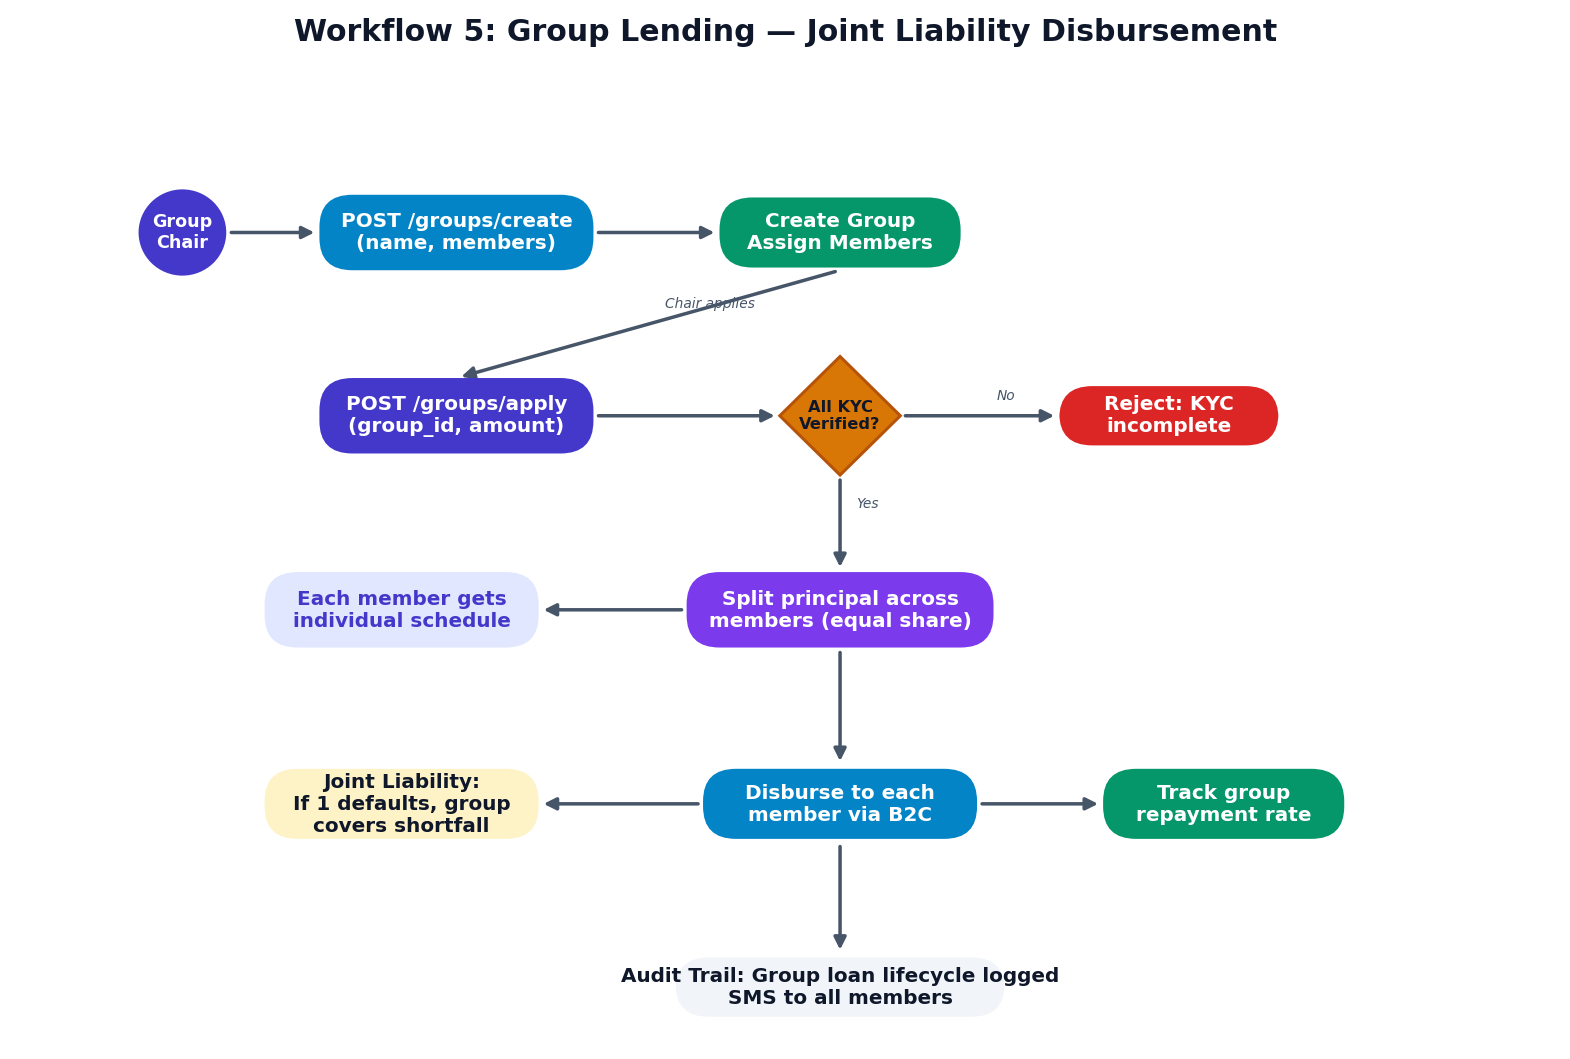 Workflow 5: Group Lending — Joint Liability Disbursement
Group
Chair
POST /groups/create
(name, members)
Create Group
Assign Members
Chair applies
POST /groups/apply
(group_id, amount)
All KYC
Verified?
No
Reject: KYC
incomplete
Yes
Each member gets
individual schedule
Split principal across
members (equal share)
Joint Liability:
If 1 defaults, group
covers shortfall
Disburse to each
member via B2C
Track group
repayment rate
Audit Trail: Group loan lifecycle logged
SMS to all members